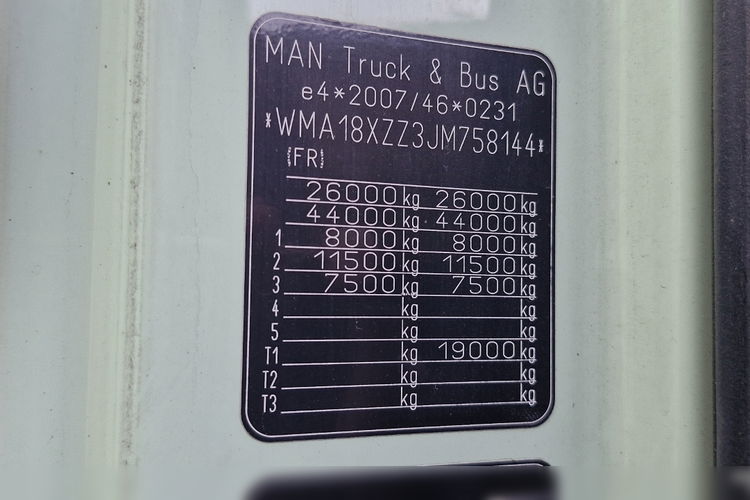 MAN Truck & Bus AG
e4*2007/46*0231
*WMA18XZZ3JM758144*
(FR)
26000 kg 26000 kg
44000 kg 44000 kg
1 8000 kg 8000 kg
2 11500 kg 11500 kg
3 7500 kg 7500 kg
4 kg kg
5 kg kg
T1 kg 19000 kg
T2 kg kg
T3 kg kg